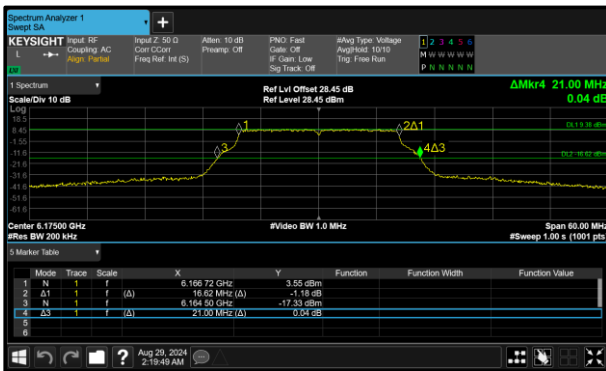 Spectrum Analyzer 1
Swept SA
+
KEYSIGHT Input: RF Input Z: 50 Ω Atten: 10 dB PNO: Fast #Avg Type: Voltage 1 2 3 4 5 6
L Coupling: AC Corr CCorr Preamp: Off Gate: Off Avg|Hold: 10/10 M W W W W W
Align: Partial Freq Ref: Int (S) IF Gain: Low Trig: Free Run
Sig Track: Off P N N N N N
1 Spectrum
Ref Lvl Offset 28.45 dB ΔMkr4 21.00 MHz
Scale/Div 10 dB Ref Level 28.45 dBm 0.04 dB
Log
18.5
8.45
-1.55
-11.6
-21.6
-31.6
-41.6
-51.6
-61.6
1
2Δ1
3
4Δ3
DL2 -16.62 dBm
Center 6.17500 GHz #Video BW 1.0 MHz Span 60.00 MHz
#Res BW 200 kHz #Sweep 1.00 s (1001 pts)
5 Marker Table
Mode Trace Scale X Y Function Function Width Function Value
1 N 1 f 6.166 72 GHz 3.55 dBm
2 Δ1 1 f (Δ) 16.62 MHz (Δ) -1.18 dB
3 N 1 f 6.164 50 GHz -17.33 dBm
4 Δ3 1 f (Δ) 21.00 MHz (Δ) 0.04 dB
5
6
? Aug 29, 2024
2:19:49 AM